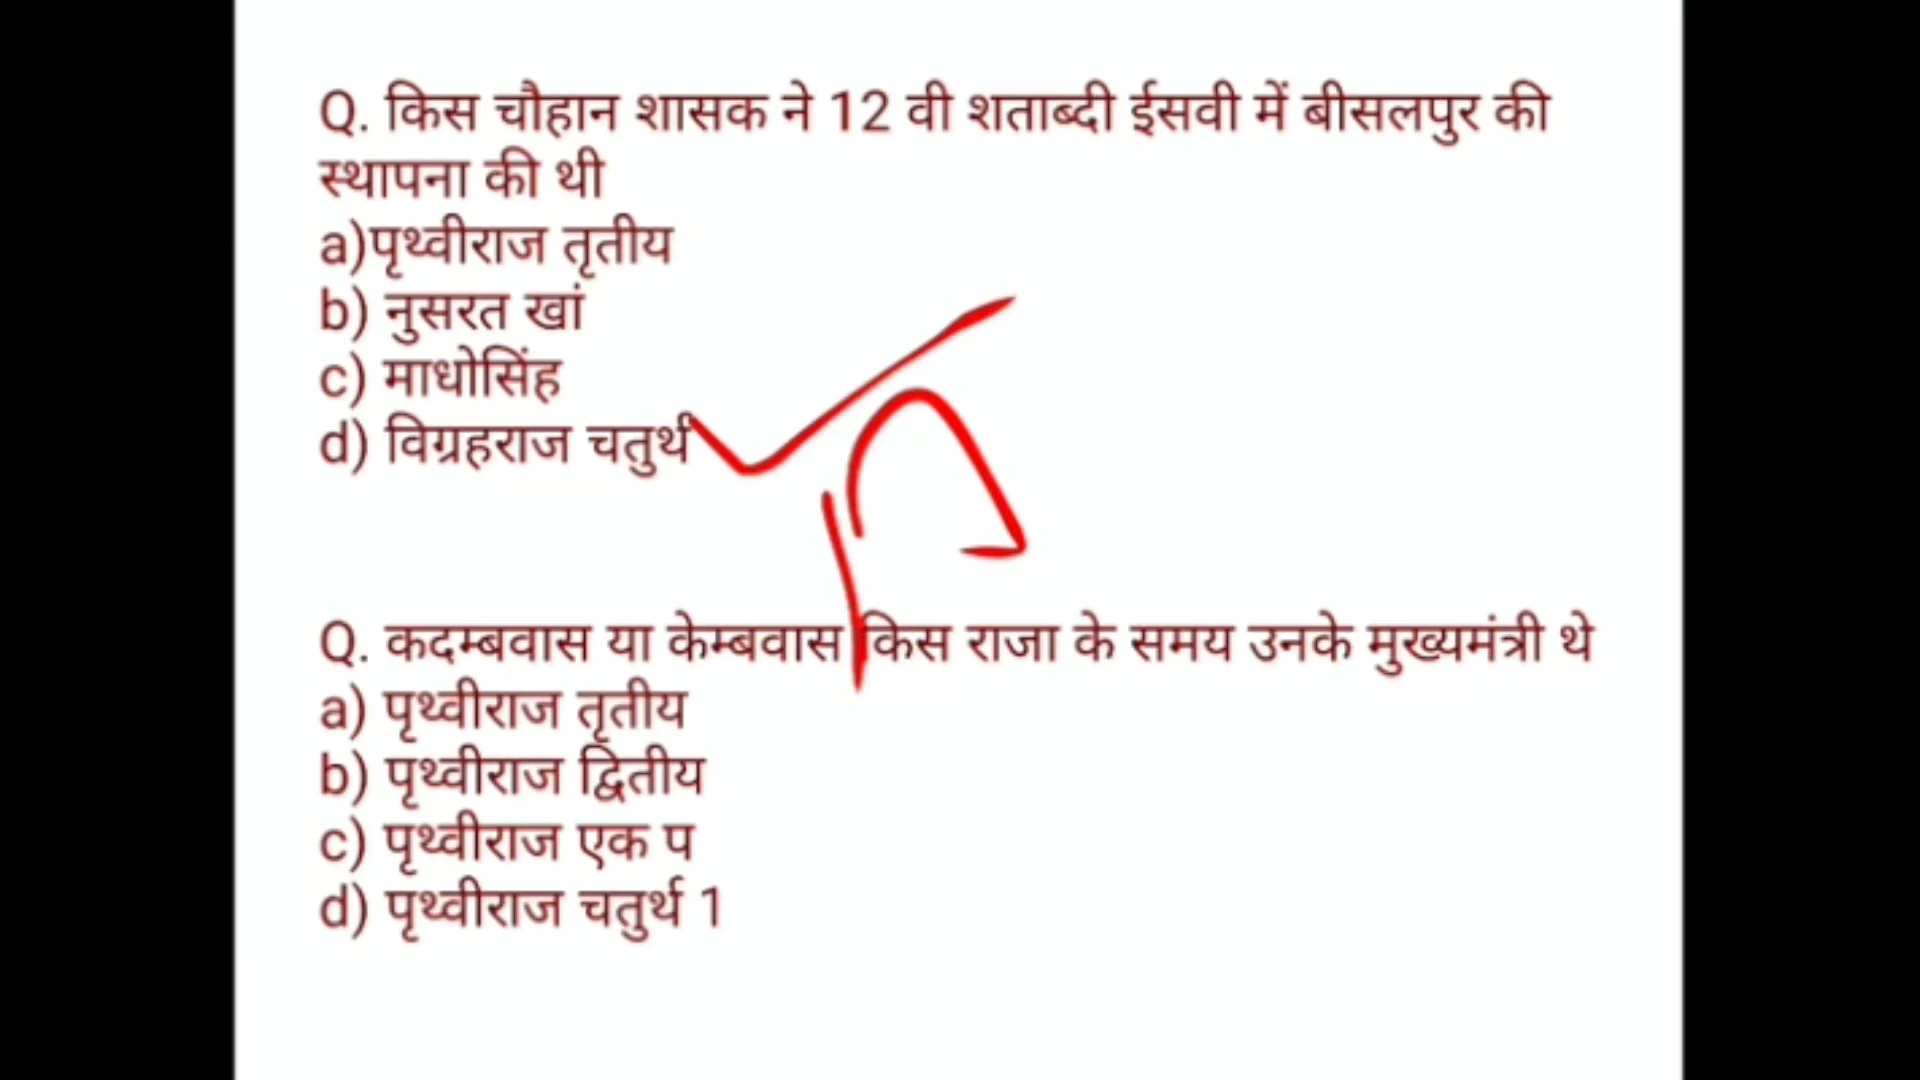 Q. किस चौहान शासक ने 12 वी शताब्दी ईसवी में बीसलपुर की
स्थापना की थी
a)पृथ्वीराज तृतीय
b) नुसरत खां
c) माधोसिंह
d) विग्रहराज चतुर्थ
Q. कदम्बवास या केम्बवास किस राजा के समय उनके मुख्यमंत्री थे
a) पृथ्वीराज तृतीय
b) पृथ्वीराज द्वितीय
c) पृथ्वीराज एक प
d) पृथ्वीराज चतुर्थ 1